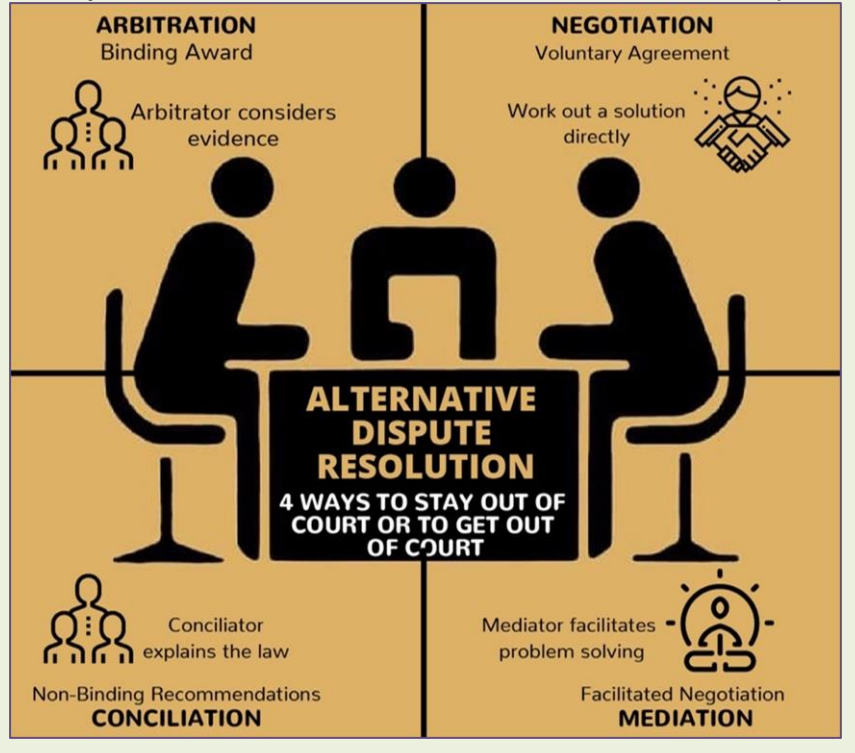 ARBITRATION
Binding Award
Arbitrator considers
evidence
NEGOTIATION
Voluntary Agreement
Work out a solution
directly
ALTERNATIVE
DISPUTE
RESOLUTION
4 WAYS TO STAY OUT OF
COURT OR TO GET OUT
OF COURT
Conciliator
explains the law
Non-Binding Recommendations
CONCILIATION
Mediator facilitates
problem solving
Facilitated Negotiation
MEDIATION